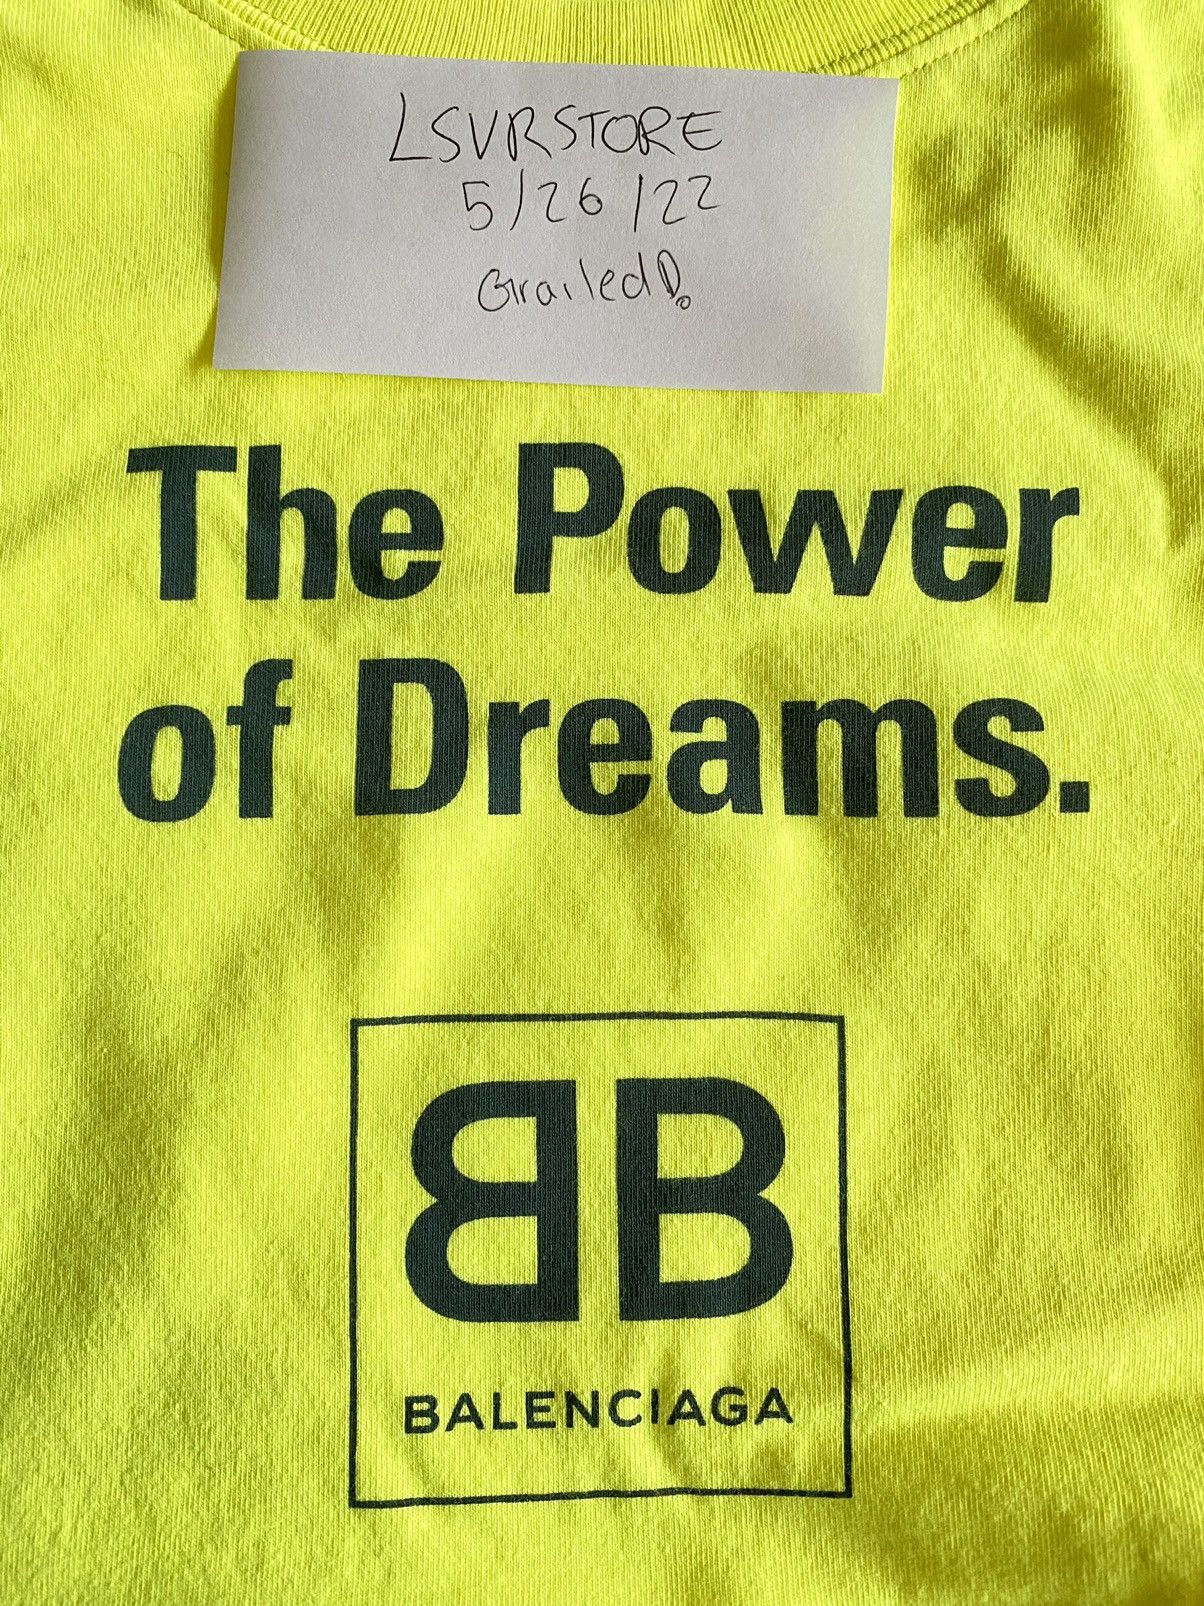 LSVRSTORE
5/26/22
Grailed
The Power
of Dreams.
BB
BALENCIAGA